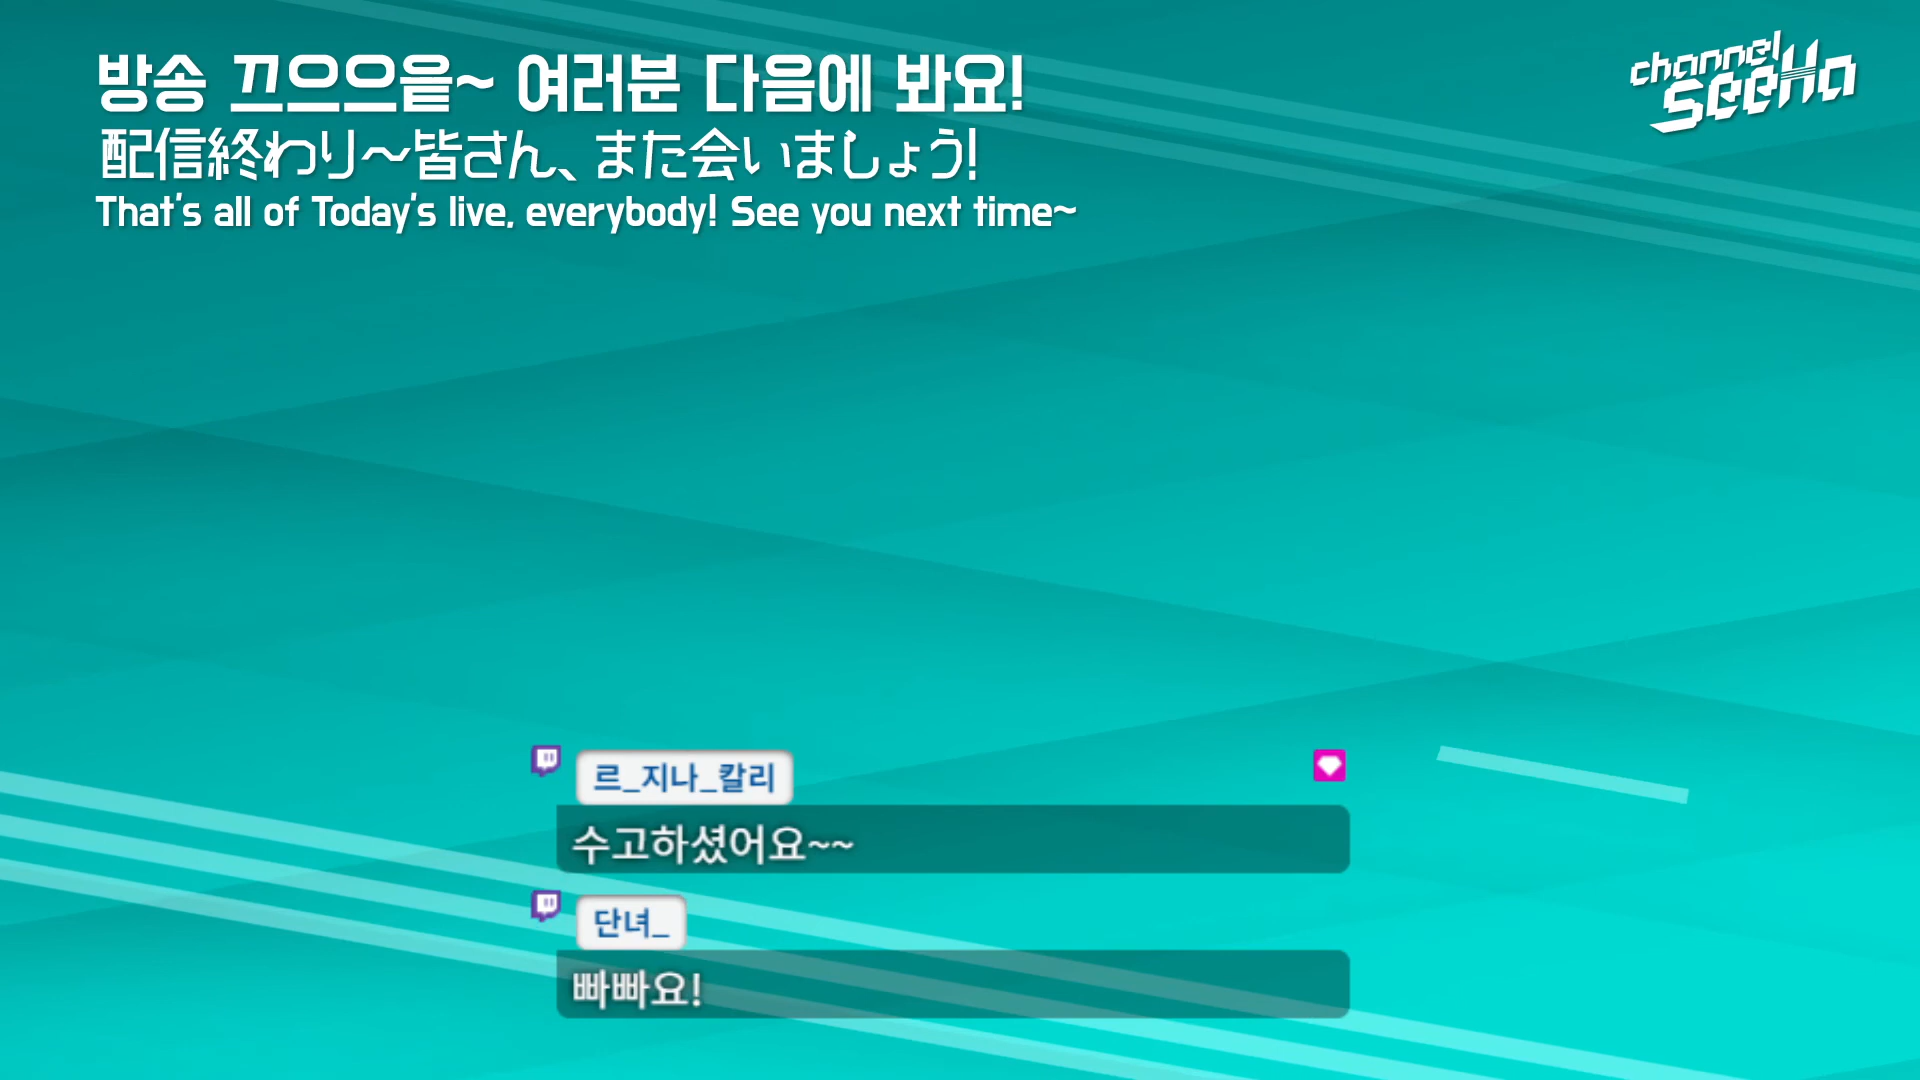 방송 끄으으읕~ 여러분 다음에 봐요!
channel
SeeHa
配信終わり～皆さん、また会いましょう!
That's all of Today's live, everybody! See you next time~
르_지나_칼리
수고하셨어요~~
단녀_
빠빠요!